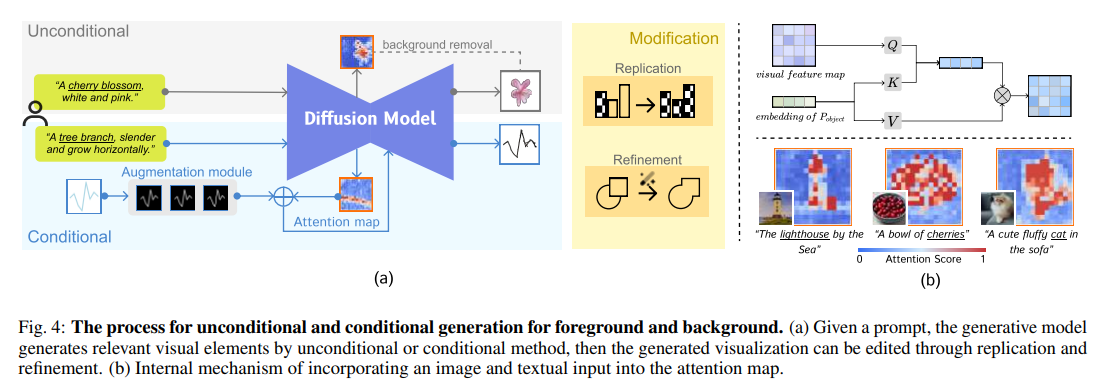 Unconditional
background removal
"A cherry blossom,
white and pink."
Diffusion Model
"A tree branch, slender
and grow horizontally."
Augmentation module
Attention map
Conditional
(a)
Modification
Replication
Refinement
visual feature map
embedding of P_object
Q
K
V
"The lighthouse by the
Sea"
"A bowl of cherries"
"A cute fluffy cat in
the sofa"
0 Attention Score 1
(b)
Fig. 4: The process for unconditional and conditional generation for foreground and background. (a) Given a prompt, the generative model
generates relevant visual elements by unconditional or conditional method, then the generated visualization can be edited through replication and
refinement. (b) Internal mechanism of incorporating an image and textual input into the attention map.